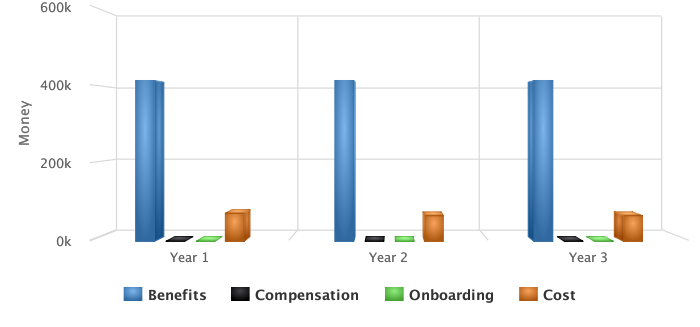 600k
400k
200k
0k
Money
Year 1 Year 2 Year 3
Benefits Compensation Onboarding Cost